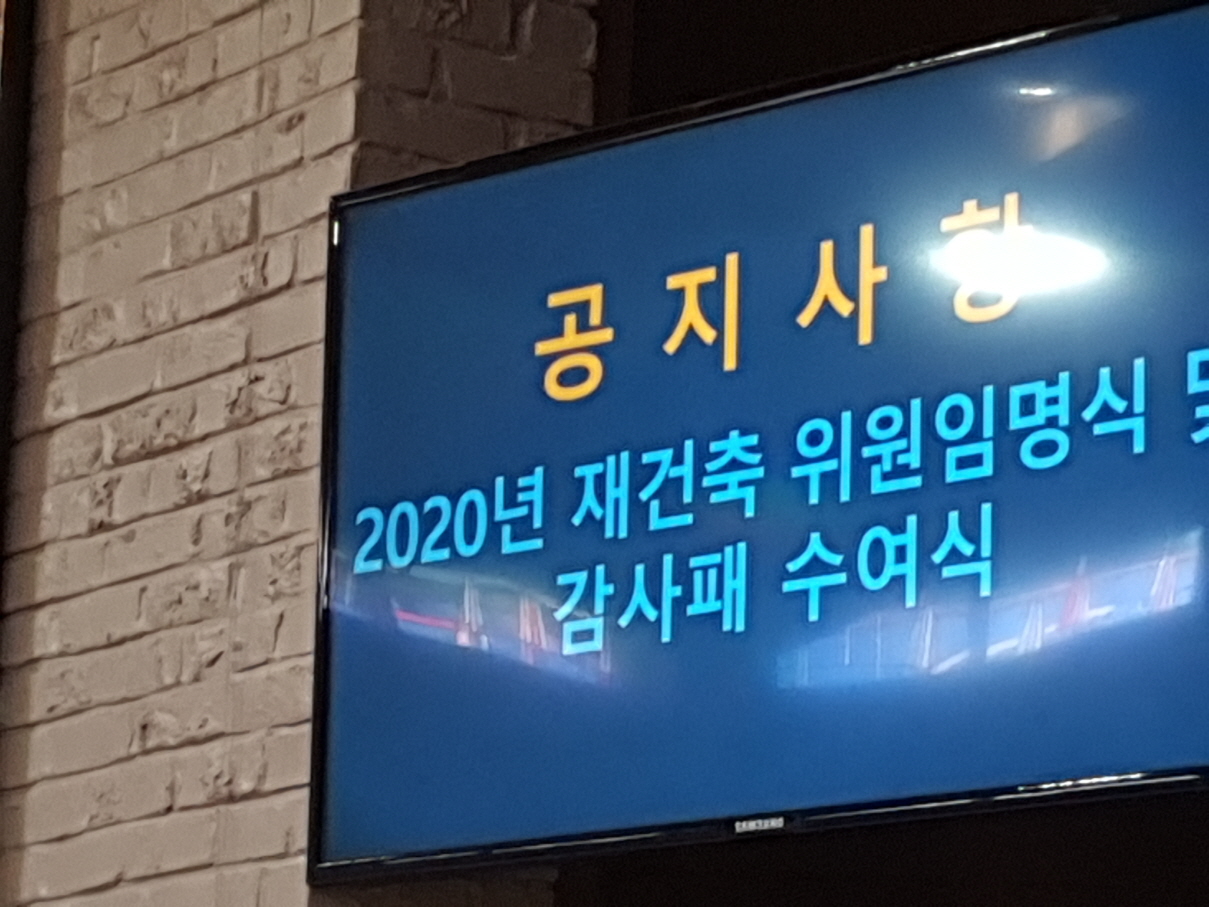 공 지 사 항
2020년 재건축 위원임명식 및
감사패 수여식